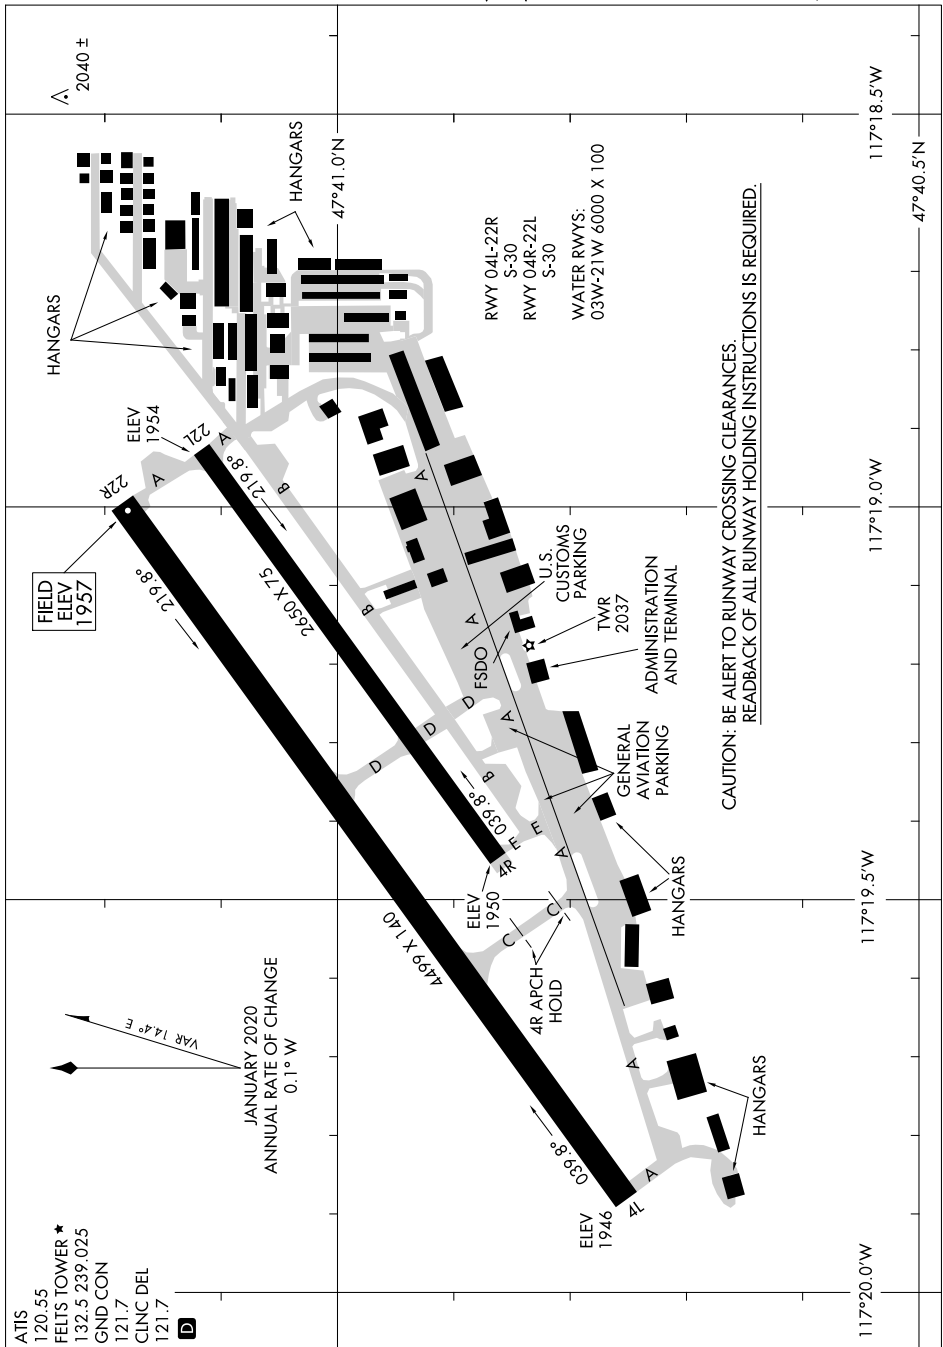 ATIS
120.55
FELTS TOWER ★
132.5 239.025
GND CON
121.7
CLNC DEL
121.7
D
VAR 14.4° E
JANUARY 2020
ANNUAL RATE OF CHANGE
0.1° W
FIELD
ELEV
1957
22R
A
219.8°
ELEV
1954
22L
A
219.8°
B
HANGARS
2040 ±
HANGARS
47°41.0'N
4499 X 140
2650 X 75
B
D
D
D
B
039.8°
4R
ELEV
1950
E
E
C
C
4R APCH
HOLD
039.8°
4L
ELEV
1946
A
A
A
A
A
A
FSDO
U.S.
CUSTOMS
PARKING
TWR
2037
ADMINISTRATION
AND TERMINAL
GENERAL
AVIATION
PARKING
HANGARS
HANGARS
RWY 04L-22R
S-30
RWY 04R-22L
S-30
WATER RWYS:
03W-21W 6000 X 100
CAUTION: BE ALERT TO RUNWAY CROSSING CLEARANCES.
READBACK OF ALL RUNWAY HOLDING INSTRUCTIONS IS REQUIRED.
117°20.0'W
117°19.5'W
117°19.0'W
117°18.5'W
47°40.5'N